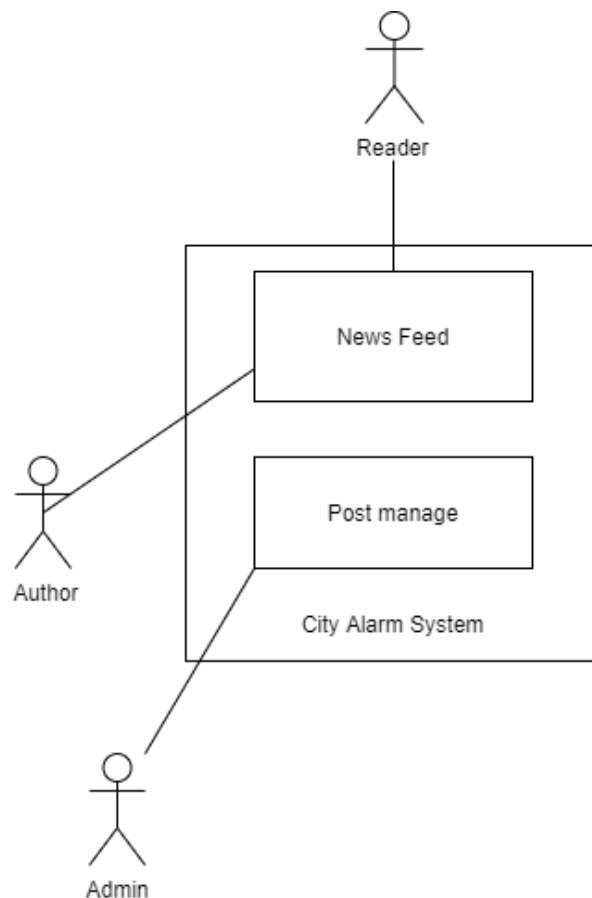 Reader
News Feed
Post manage
Author
City Alarm System
Admin